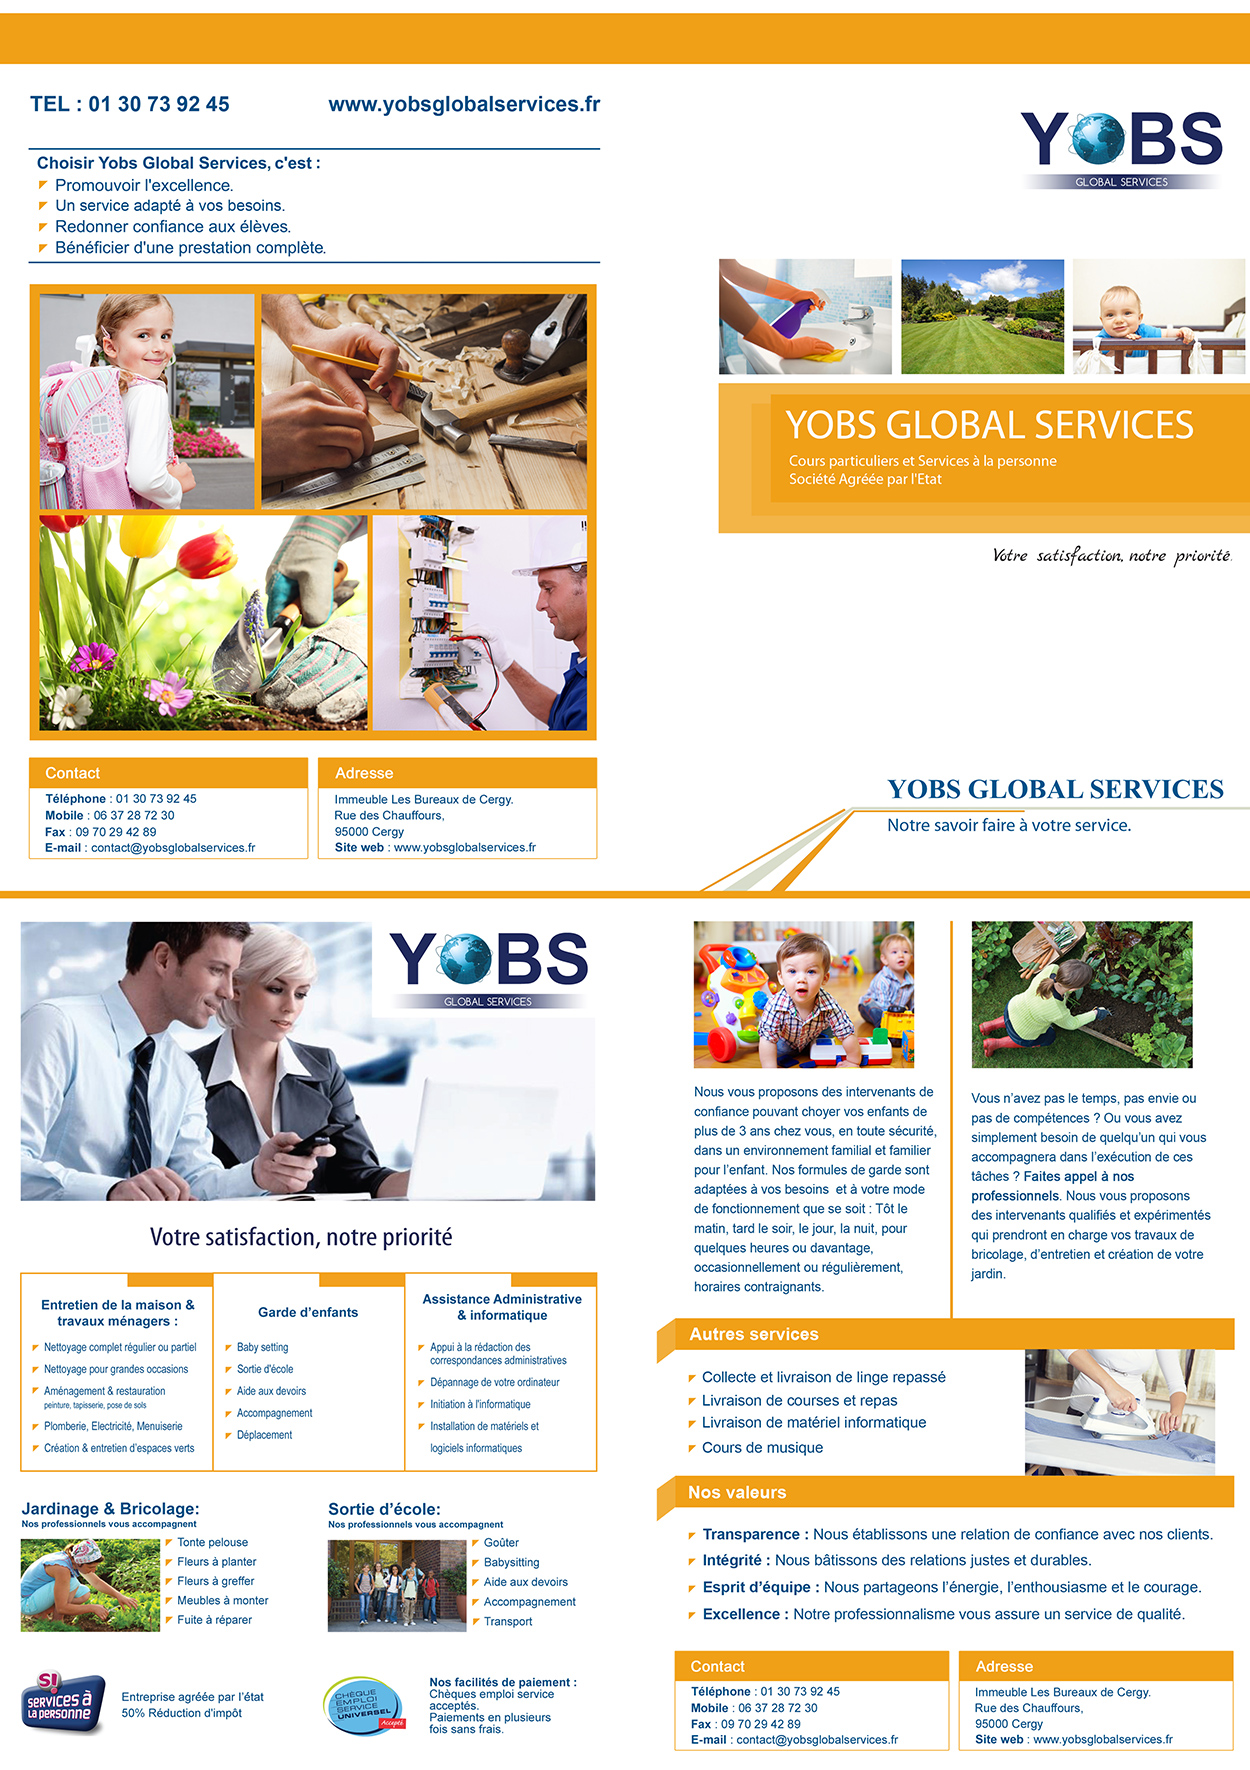 TEL : 01 30 73 92 45
www.yobsglobalservices.fr
Choisir Yobs Global Services, c'est :
Promouvoir l'excellence.
Un service adapté à vos besoins.
Redonner confiance aux élèves.
Bénéficier d'une prestation complète.
Contact
Téléphone : 01 30 73 92 45
Mobile : 06 37 28 72 30
Fax : 09 70 29 42 89
E-mail : contact@yobsglobalservices.fr
Adresse
Immeuble Les Bureaux de Cergy.
Rue des Chauffours,
95000 Cergy
Site web : www.yobsglobalservices.fr
YOBS
GLOBAL SERVICES
YOBS GLOBAL SERVICES
Cours particuliers et Services à la personne
Société Agréée par l'Etat
Votre satisfaction, notre priorité.
YOBS GLOBAL SERVICES
Notre savoir faire à votre service.
YOBS
GLOBAL SERVICES
Votre satisfaction, notre priorité
Entretien de la maison &
travaux ménagers :
Nettoyage complet régulier ou partiel
Nettoyage pour grandes occasions
Aménagement & restauration
peinture, tapisserie, pose de sols
Plomberie, Electricité, Menuiserie
Création & entretien d'espaces verts
Garde d'enfants
Baby setting
Sortie d'école
Aide aux devoirs
Accompagnement
Déplacement
Assistance Administrative
& informatique
Appui à la rédaction des
correspondances administratives
Dépannage de votre ordinateur
Initiation à l'informatique
Installation de matériels et
logiciels informatiques
Jardinage & Bricolage:
Nos professionnels vous accompagnent
Tonte pelouse
Fleurs à planter
Fleurs à greffer
Meubles à monter
Fuite à réparer
Sortie d'école:
Nos professionnels vous accompagnent
Goûter
Babysitting
Aide aux devoirs
Accompagnement
Transport
S!
services à
la personne
Entreprise agréée par l'état
50% Réduction d'impôt
CHÈQUE
EMPLOI
SERVICE
UNIVERSEL
Accepté
Nos facilités de paiement :
Chèques emploi service
acceptés.
Paiements en plusieurs
fois sans frais.
Nous vous proposons des intervenants de
confiance pouvant choyer vos enfants de
plus de 3 ans chez vous, en toute sécurité,
dans un environnement familial et familier
pour l'enfant. Nos formules de garde sont
adaptées à vos besoins et à votre mode
de fonctionnement que se soit : Tôt le
matin, tard le soir, le jour, la nuit, pour
quelques heures ou davantage,
occasionnellement ou régulièrement,
horaires contraignants.
Vous n'avez pas le temps, pas envie ou
pas de compétences ? Ou vous avez
simplement besoin de quelqu'un qui vous
accompagnera dans l'exécution de ces
tâches ? Faites appel à nos
professionnels. Nous vous proposons
des intervenants qualifiés et expérimentés
qui prendront en charge vos travaux de
bricolage, d'entretien et création de votre
jardin.
Autres services
Collecte et livraison de linge repassé
Livraison de courses et repas
Livraison de matériel informatique
Cours de musique
Nos valeurs
Transparence : Nous établissons une relation de confiance avec nos clients.
Intégrité : Nous bâtissons des relations justes et durables.
Esprit d'équipe : Nous partageons l'énergie, l'enthousiasme et le courage.
Excellence : Notre professionnalisme vous assure un service de qualité.
Contact
Téléphone : 01 30 73 92 45
Mobile : 06 37 28 72 30
Fax : 09 70 29 42 89
E-mail : contact@yobsglobalservices.fr
Adresse
Immeuble Les Bureaux de Cergy.
Rue des Chauffours,
95000 Cergy
Site web : www.yobsglobalservices.fr